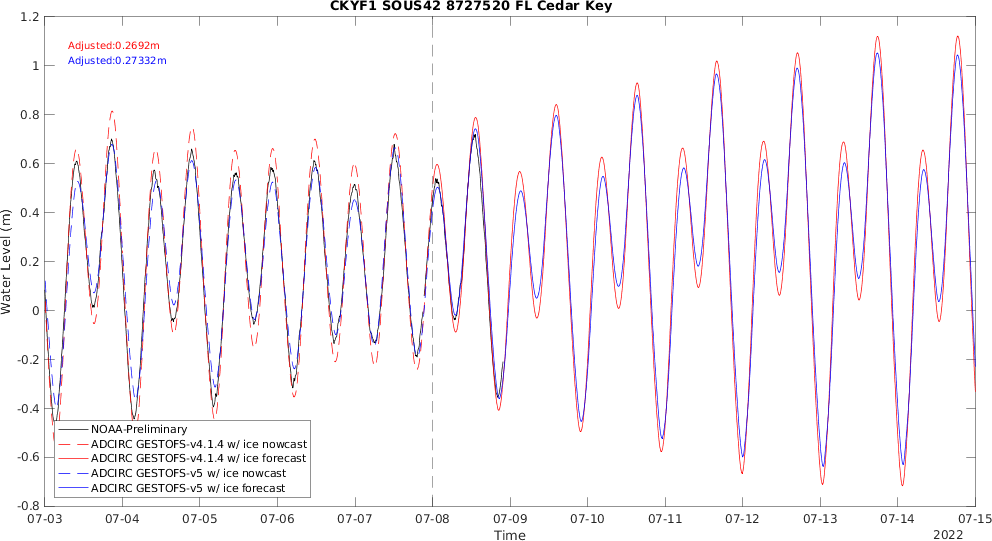 CKYF1 SOUS42 8727520 FL Cedar Key
1.2
1
0.8
0.6
0.4
0.2
0
-0.2
-0.4
-0.6
-0.8
Water Level (m)
Adjusted:0.2692m
Adjusted:0.27332m
NOAA-Preliminary
ADCIRC GESTOFS-v4.1.4 w/ ice nowcast
ADCIRC GESTOFS-v4.1.4 w/ ice forecast
ADCIRC GESTOFS-v5 w/ ice nowcast
ADCIRC GESTOFS-v5 w/ ice forecast
07-03 07-04 07-05 07-06 07-07 07-08 07-09 07-10 07-11 07-12 07-13 07-14 07-15
Time
2022